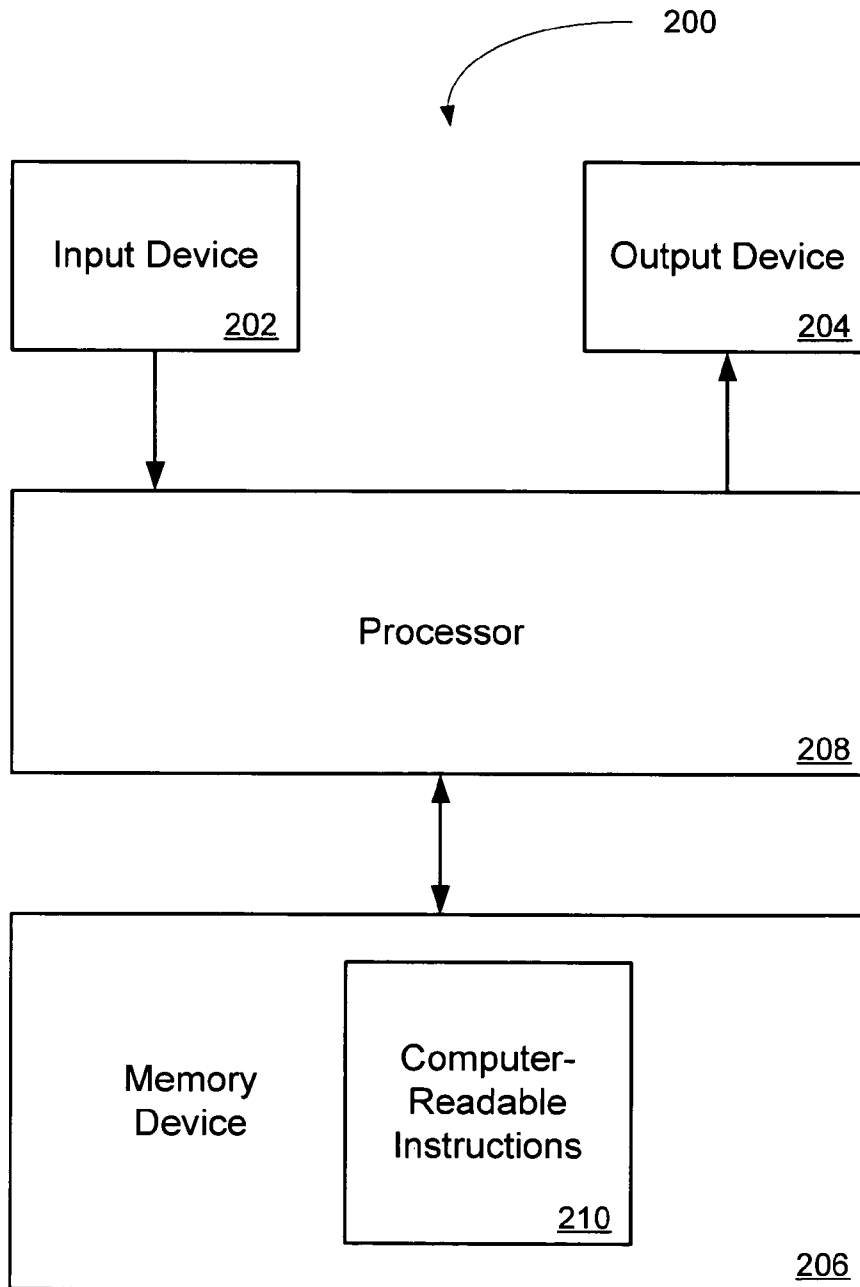 200
Input Device
202
Output Device
204
Processor
208
Memory
Device
Computer-
Readable
Instructions
210
206